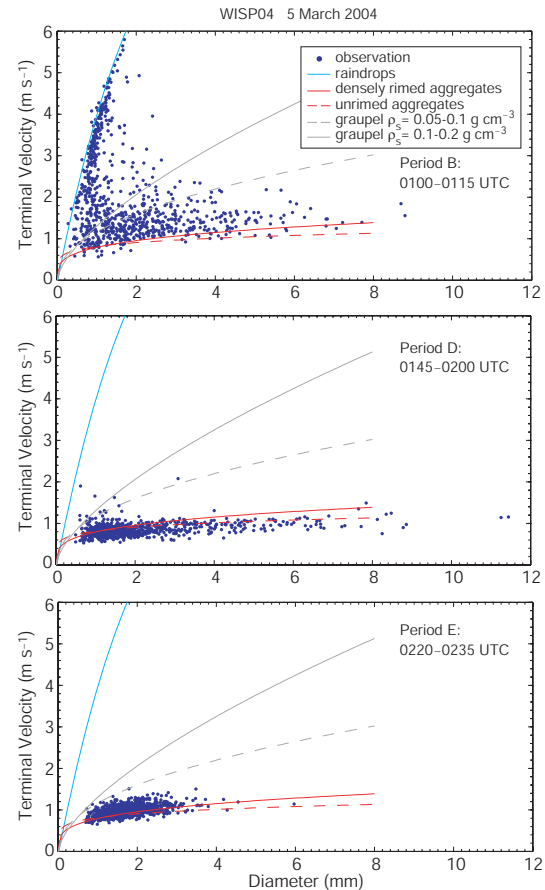 WISP04   5 March 2004
6
5
4
3
2
1
0
Terminal Velocity (m s⁻¹)
observation
raindrops
densely rimed aggregates
unrimed aggregates
graupel ρₛ= 0.05-0.1 g cm⁻³
graupel ρₛ= 0.1-0.2 g cm⁻³
Period B:
0100–0115 UTC
0 2 4 6 8 10 12
6
5
4
3
2
1
0
Terminal Velocity (m s⁻¹)
Period D:
0145–0200 UTC
0 2 4 6 8 10 12
6
5
4
3
2
1
0
Terminal Velocity (m s⁻¹)
Period E:
0220–0235 UTC
0 2 4 6 8 10 12
Diameter (mm)